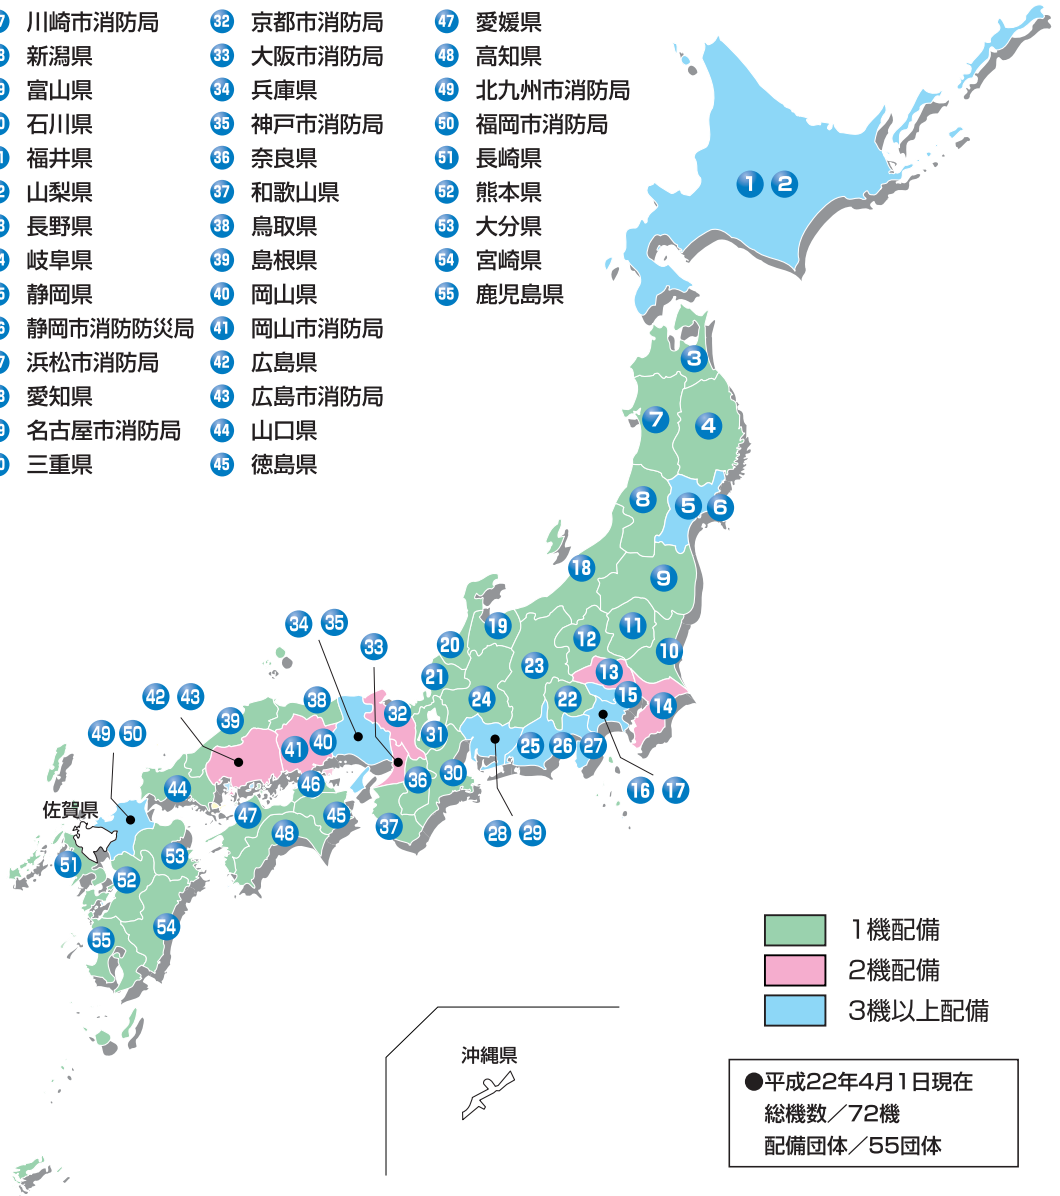 7 川崎市消防局
8 新潟県
9 富山県
0 石川県
1 福井県
2 山梨県
3 長野県
4 岐阜県
5 静岡県
6 静岡市消防防災局
7 浜松市消防局
8 愛知県
9 名古屋市消防局
0 三重県
32 京都市消防局
33 大阪市消防局
34 兵庫県
35 神戸市消防局
36 奈良県
37 和歌山県
38 鳥取県
39 島根県
40 岡山県
41 岡山市消防局
42 広島県
43 広島市消防局
44 山口県
45 徳島県
47 愛媛県
48 高知県
49 北九州市消防局
50 福岡市消防局
51 長崎県
52 熊本県
53 大分県
54 宮崎県
55 鹿児島県
1 2
3
7
4
8
5
6
18
9
34 35
19
11
12
33
20
10
23
13
21
42 43
38
24
22
15
14
32
39
49 50
31
41
40
25
26
27
36
30
46
44
16 17
佐賀県
47
45
37
48
28 29
53
51
52
54
55
1機配備
2機配備
3機以上配備
沖縄県
●平成22年4月1日現在
総機数／72機
配備団体／55団体